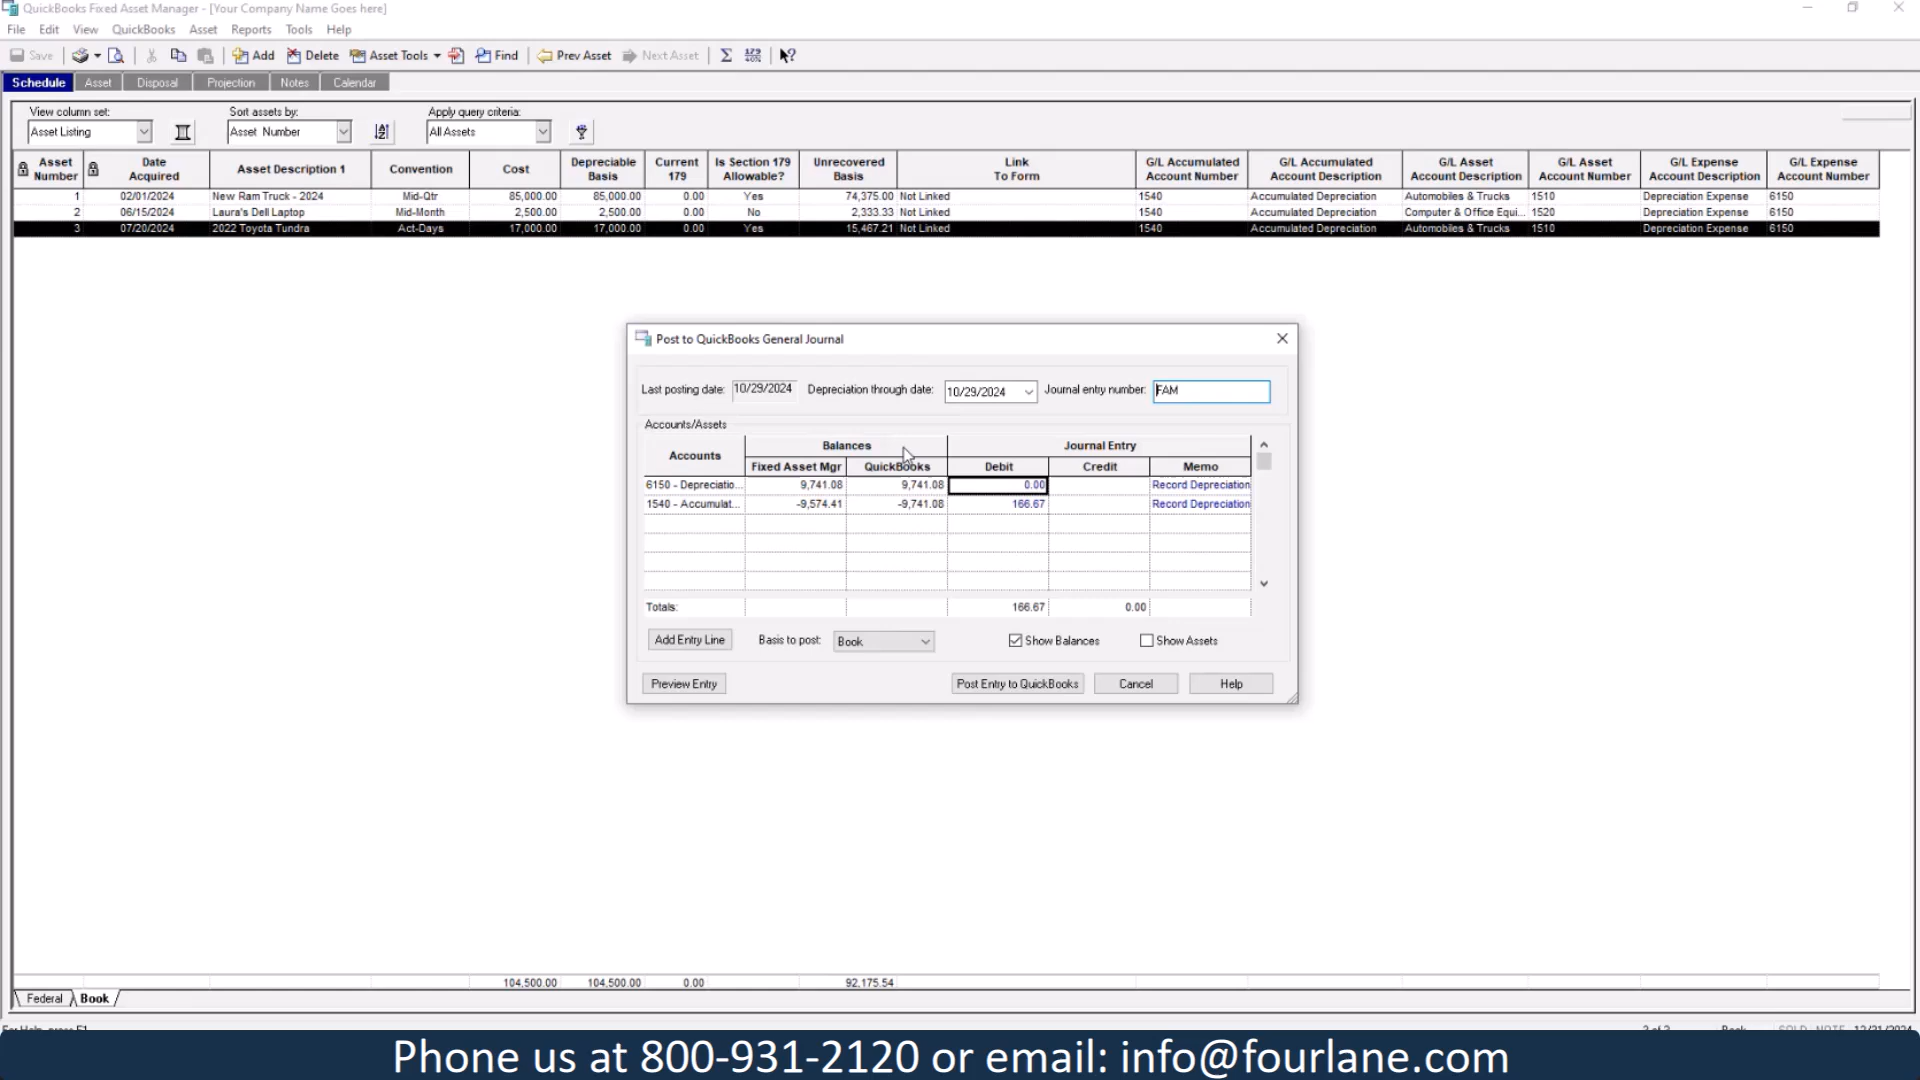 QuickBooks Fixed Asset Manager - [Your Company Name Goes here]
File Edit View QuickBooks Asset Reports Tools Help
Save Add Delete Asset Tools Find Prev Asset Next Asset
Schedule Asset Disposal Projection Notes Calendar
View column set: Sort assets by: Apply query criteria:
Asset Listing Asset Number All Assets
Asset Number Date Acquired Asset Description 1 Convention Cost Depreciable Basis Current 179 Is Section 179 Allowable? Unrecovered Basis Link To Form G/L Accumulated Account Number G/L Accumulated Account Description G/L Asset Account Description G/L Asset Account Number G/L Expense Account Description G/L Expense Account Number
1 02/01/2024 New Ram Truck - 2024 Mid-Qtr 85,000.00 85,000.00 0.00 Yes 74,375.00 Not Linked 1540 Accumulated Depreciation Automobiles & Trucks 1510 Depreciation Expense 6150
2 06/15/2024 Laura's Dell Laptop Mid-Month 2,500.00 2,500.00 0.00 No 2,333.33 Not Linked 1540 Accumulated Depreciation Computer & Office Equi... 1520 Depreciation Expense 6150
3 07/20/2024 2022 Toyota Tundra Act-Days 17,000.00 17,000.00 0.00 Yes 15,467.21 Not Linked 1540 Accumulated Depreciation Automobiles & Trucks 1510 Depreciation Expense 6150
Post to QuickBooks General Journal
Last posting date: 10/29/2024 Depreciation through date: 10/29/2024 Journal entry number: FAM
Accounts/Assets
Accounts Balances Journal Entry
Fixed Asset Mgr QuickBooks Debit Credit Memo
6150 - Depreciatio... 9,741.08 9,741.08 0.00 Record Depreciation
1540 - Accumulat... -9,574.41 -9,741.08 166.67 Record Depreciation
Totals: 166.67 0.00
Add Entry Line Basis to post: Book Show Balances Show Assets
Preview Entry Post Entry to QuickBooks Cancel Help
104,500.00 104,500.00 0.00 92,175.54
Federal Book
Phone us at 800-931-2120 or email: info@fourlane.com